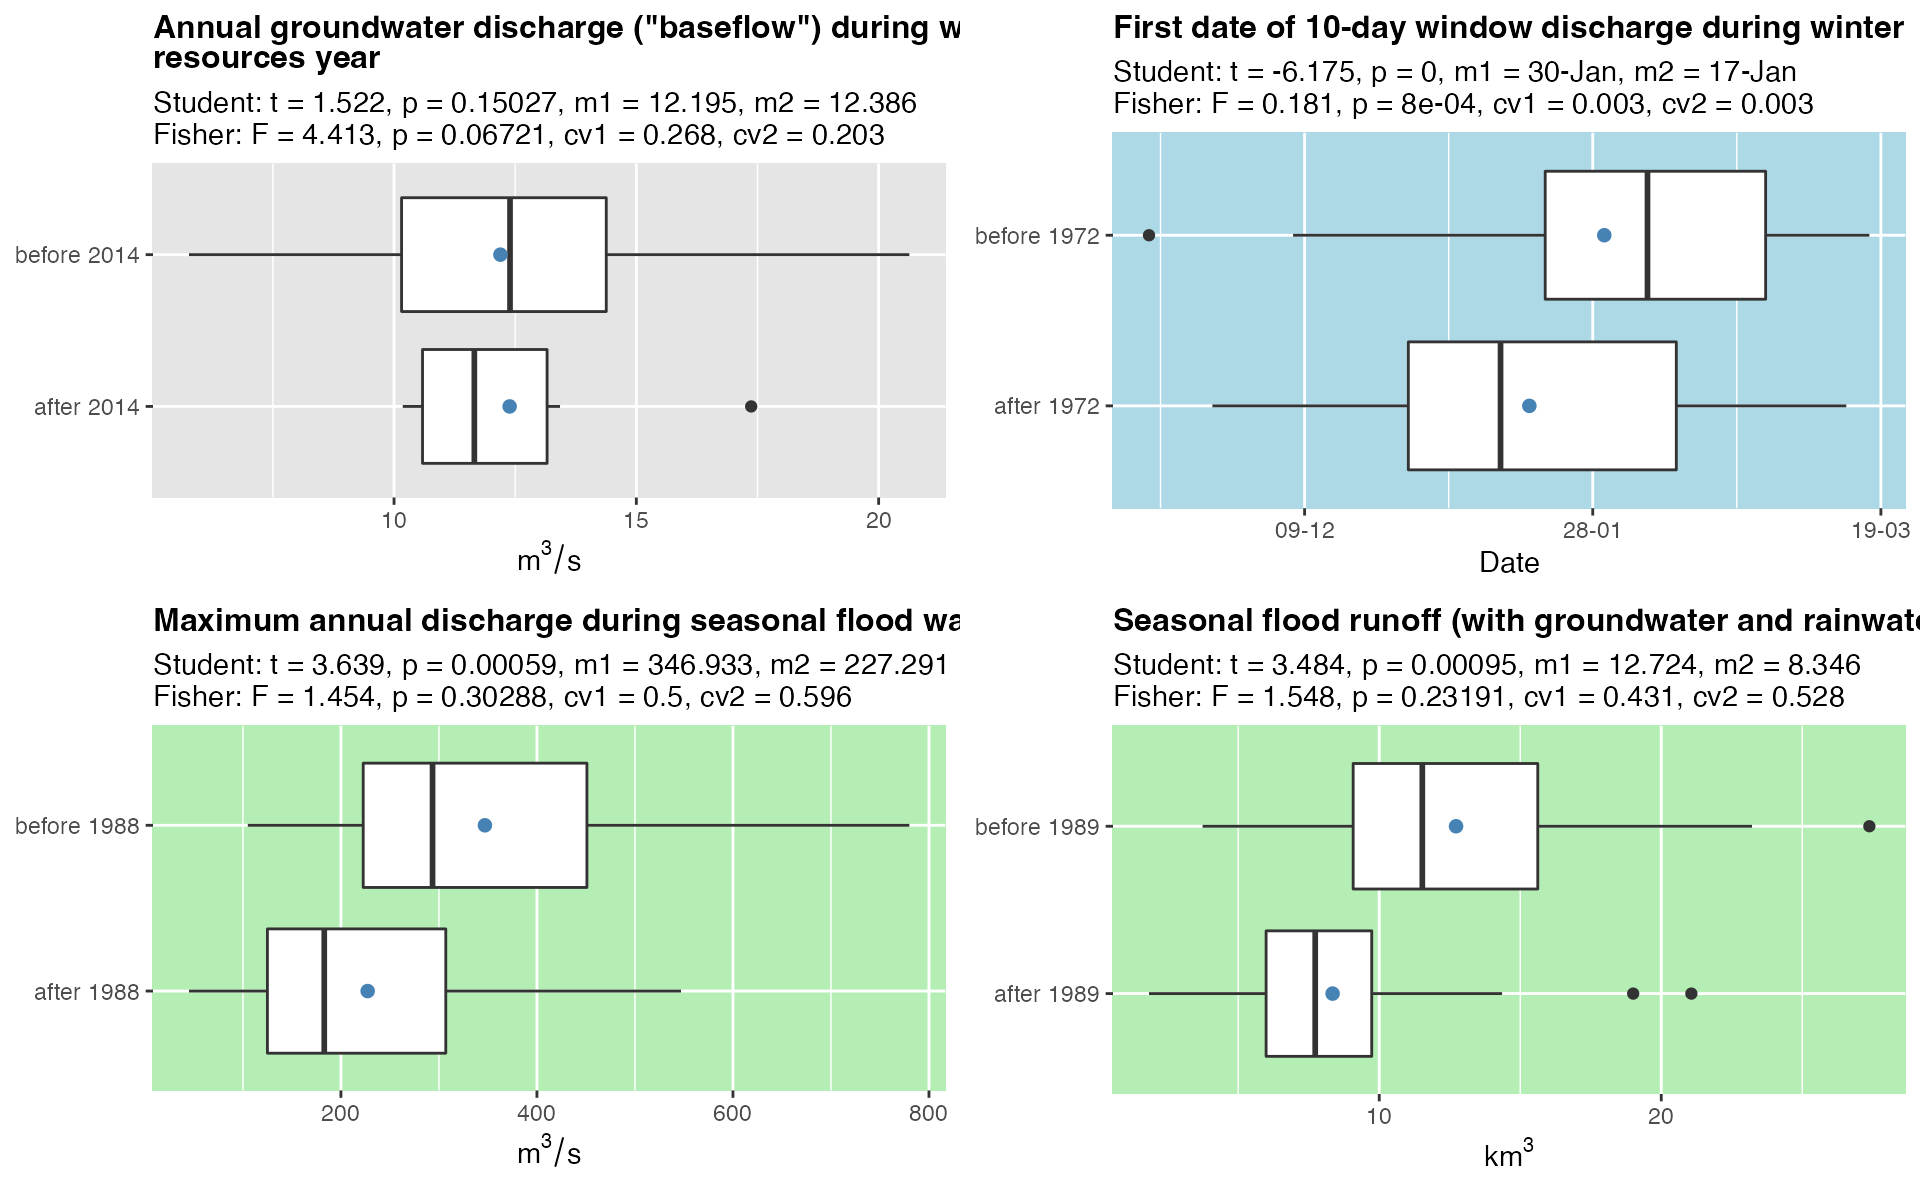 Annual groundwater discharge ("baseflow") during
resources year
Student: t = 1.522, p = 0.15027, m1 = 12.195, m2 = 12.386
Fisher: F = 4.413, p = 0.06721, cv1 = 0.268, cv2 = 0.203
before 2014
after 2014
10 15 20
m³/s
First date of 10-day window discharge during winter
Student: t = -6.175, p = 0, m1 = 30-Jan, m2 = 17-Jan
Fisher: F = 0.181, p = 8e-04, cv1 = 0.003, cv2 = 0.003
before 1972
after 1972
09-12 28-01 19-03
Date
Maximum annual discharge during seasonal flood
Student: t = 3.639, p = 0.00059, m1 = 346.933, m2 = 227.291
Fisher: F = 1.454, p = 0.30288, cv1 = 0.5, cv2 = 0.596
before 1988
after 1988
200 400 600 800
m³/s
Seasonal flood runoff (with groundwater and
Student: t = 3.484, p = 0.00095, m1 = 12.724, m2 = 8.346
Fisher: F = 1.548, p = 0.23191, cv1 = 0.431, cv2 = 0.528
before 1989
after 1989
10 20
km³